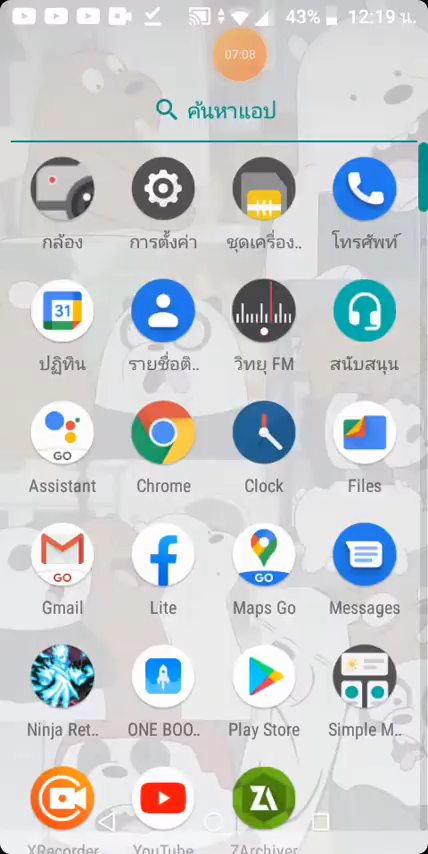 43% 12:19 น.
07:08
ค้นหาแอป
กล้อง การตั้งค่า ชุดเครื่อง.. โทรศัพท์
31
ปฏิทิน รายชื่อติ.. วิทยุ FM สนับสนุน
GO
Assistant Chrome Clock Files
GO GO
Gmail Lite Maps Go Messages
Ninja Ret.. ONE BOO.. Play Store Simple M..
ZA
XRecorder YouTube ZArchiver